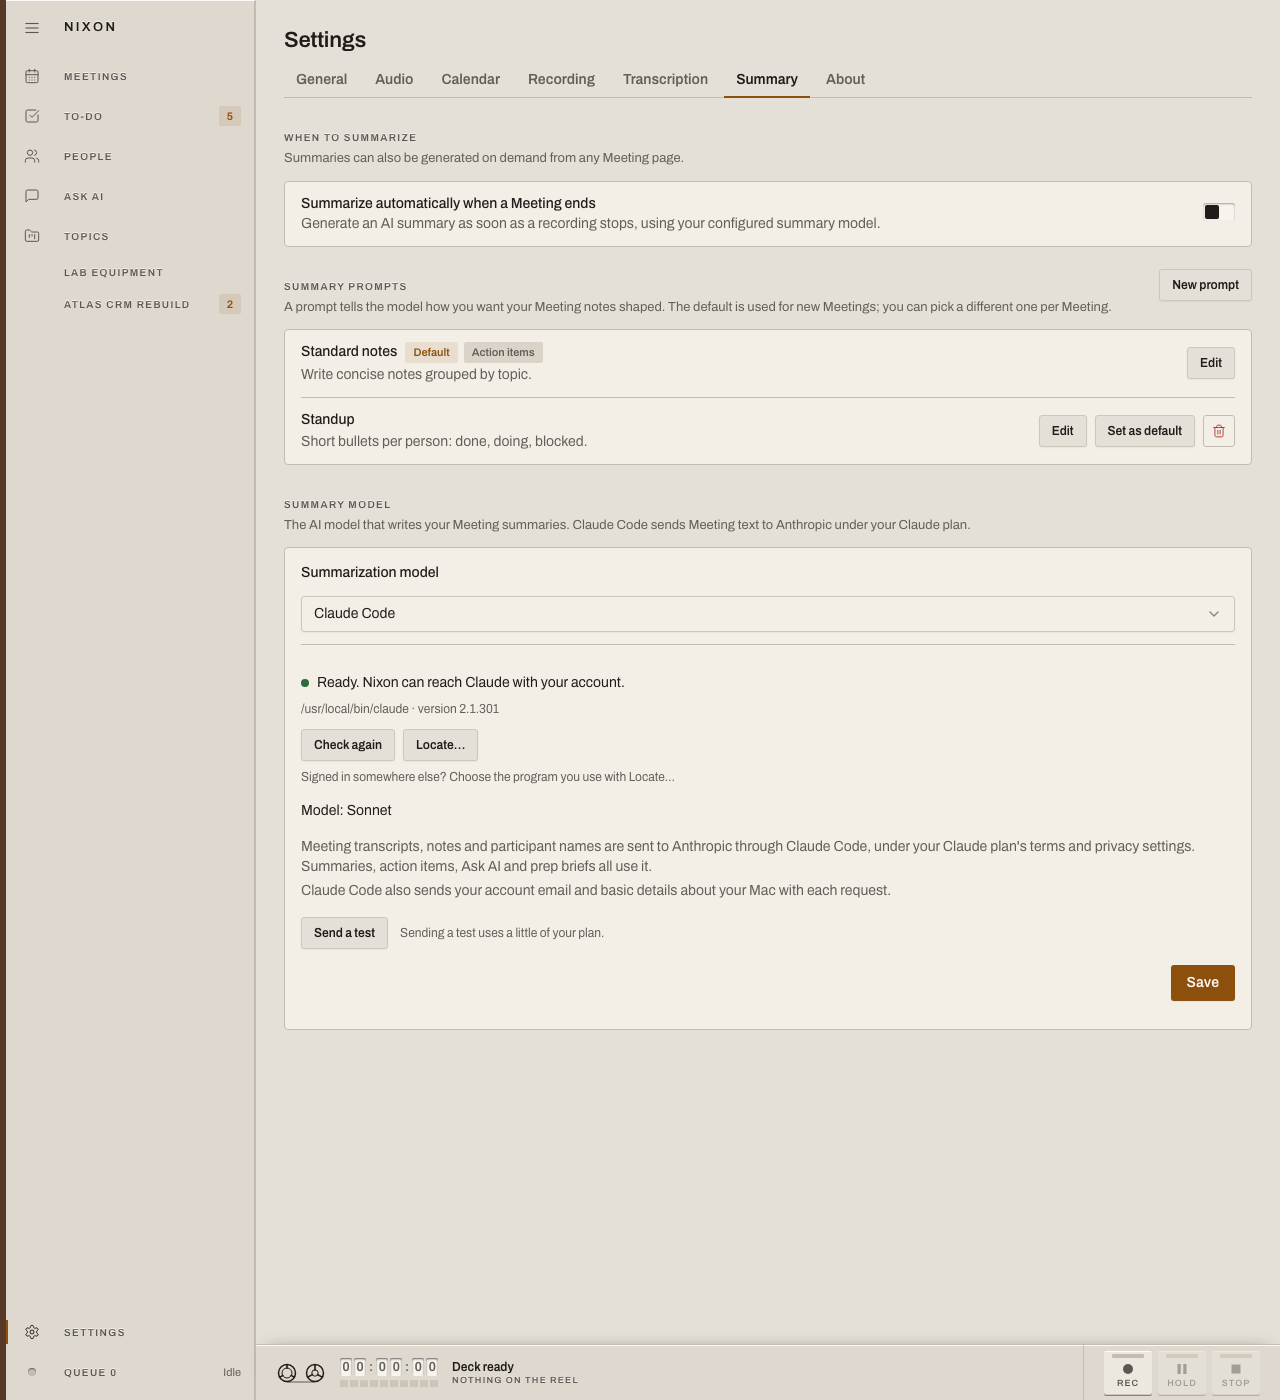 NIXON
MEETINGS
TO-DO 5
PEOPLE
ASK AI
TOPICS
LAB EQUIPMENT
ATLAS CRM REBUILD 2
SETTINGS
QUEUE 0 Idle
Settings
General Audio Calendar Recording Transcription Summary About
WHEN TO SUMMARIZE
Summaries can also be generated on demand from any Meeting page.
Summarize automatically when a Meeting ends
Generate an AI summary as soon as a recording stops, using your configured summary model.
SUMMARY PROMPTS
New prompt
A prompt tells the model how you want your Meeting notes shaped. The default is used for new Meetings; you can pick a different one per Meeting.
Standard notes Default Action items
Write concise notes grouped by topic.
Edit
Standup
Short bullets per person: done, doing, blocked.
Edit Set as default
SUMMARY MODEL
The AI model that writes your Meeting summaries. Claude Code sends Meeting text to Anthropic under your Claude plan.
Summarization model
Claude Code
Ready. Nixon can reach Claude with your account.
/usr/local/bin/claude · version 2.1.301
Check again Locate...
Signed in somewhere else? Choose the program you use with Locate...
Model: Sonnet
Meeting transcripts, notes and participant names are sent to Anthropic through Claude Code, under your Claude plan's terms and privacy settings.
Summaries, action items, Ask AI and prep briefs all use it.
Claude Code also sends your account email and basic details about your Mac with each request.
Send a test Sending a test uses a little of your plan.
Save
00:00:00
Deck ready
NOTHING ON THE REEL
REC HOLD STOP